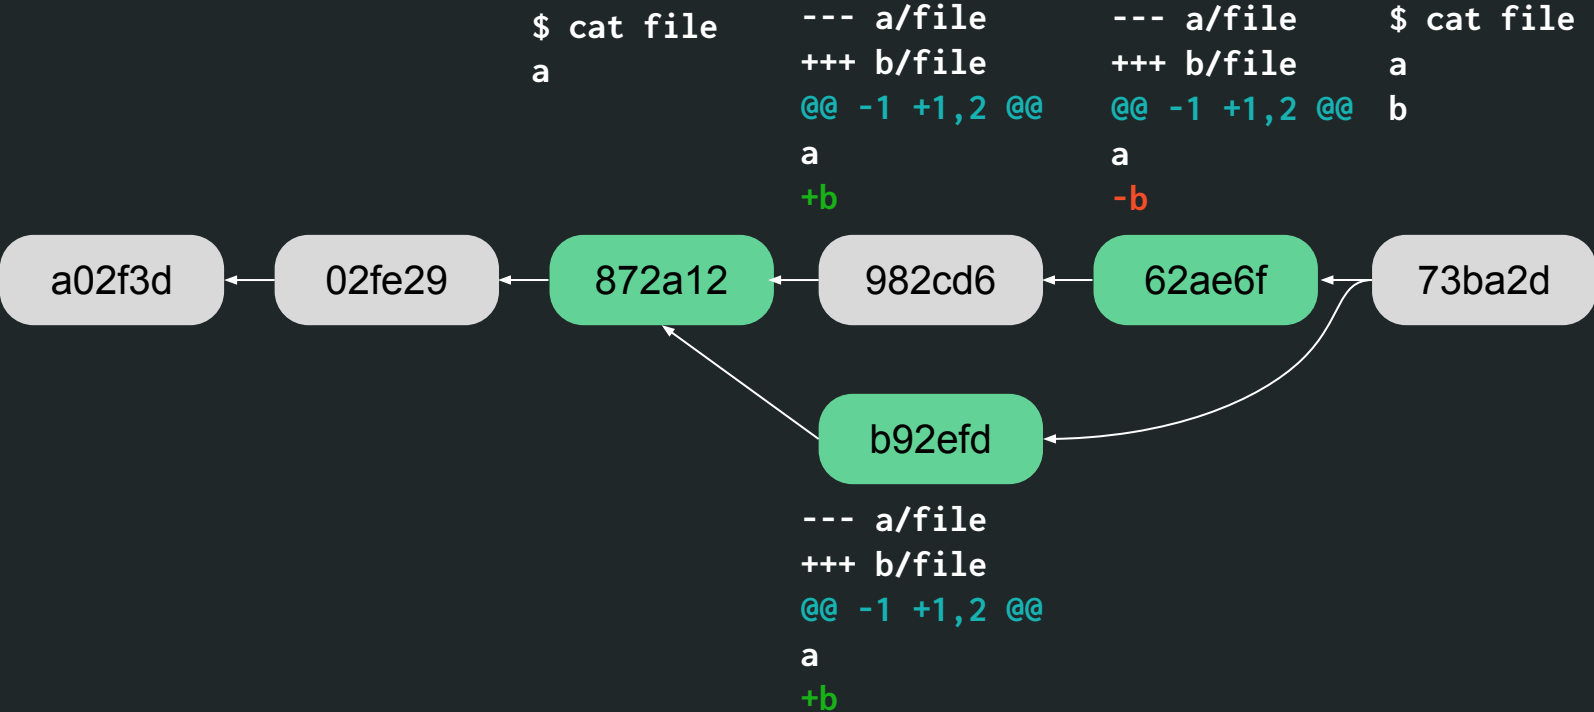 $ cat file
a
--- a/file
+++ b/file
@@ -1 +1,2 @@
a
+b
--- a/file
+++ b/file
@@ -1 +1,2 @@
a
-b
$ cat file
a
b
a02f3d
02fe29
872a12
982cd6
62ae6f
73ba2d
b92efd
--- a/file
+++ b/file
@@ -1 +1,2 @@
a
+b